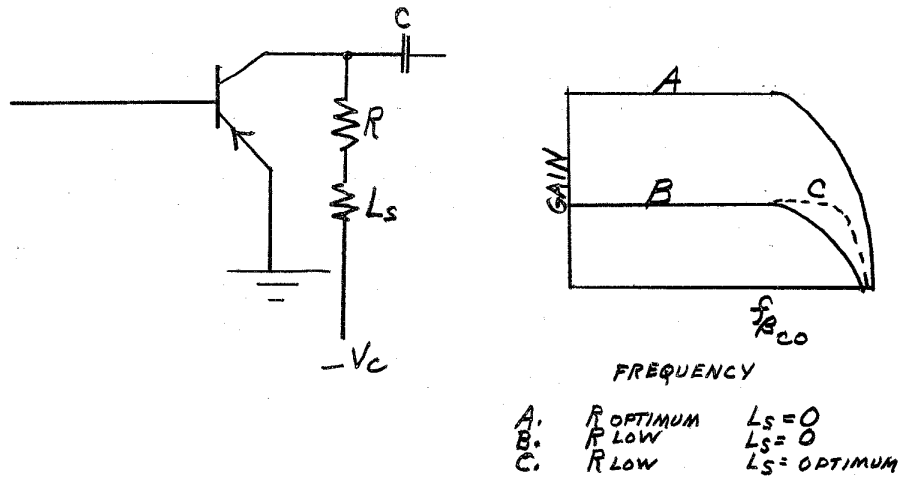 C
R
Ls
-Vc
GAIN
A
B
C
fβco
FREQUENCY
A. R OPTIMUM Ls = 0
B. R LOW Ls = 0
C. R LOW Ls = OPTIMUM